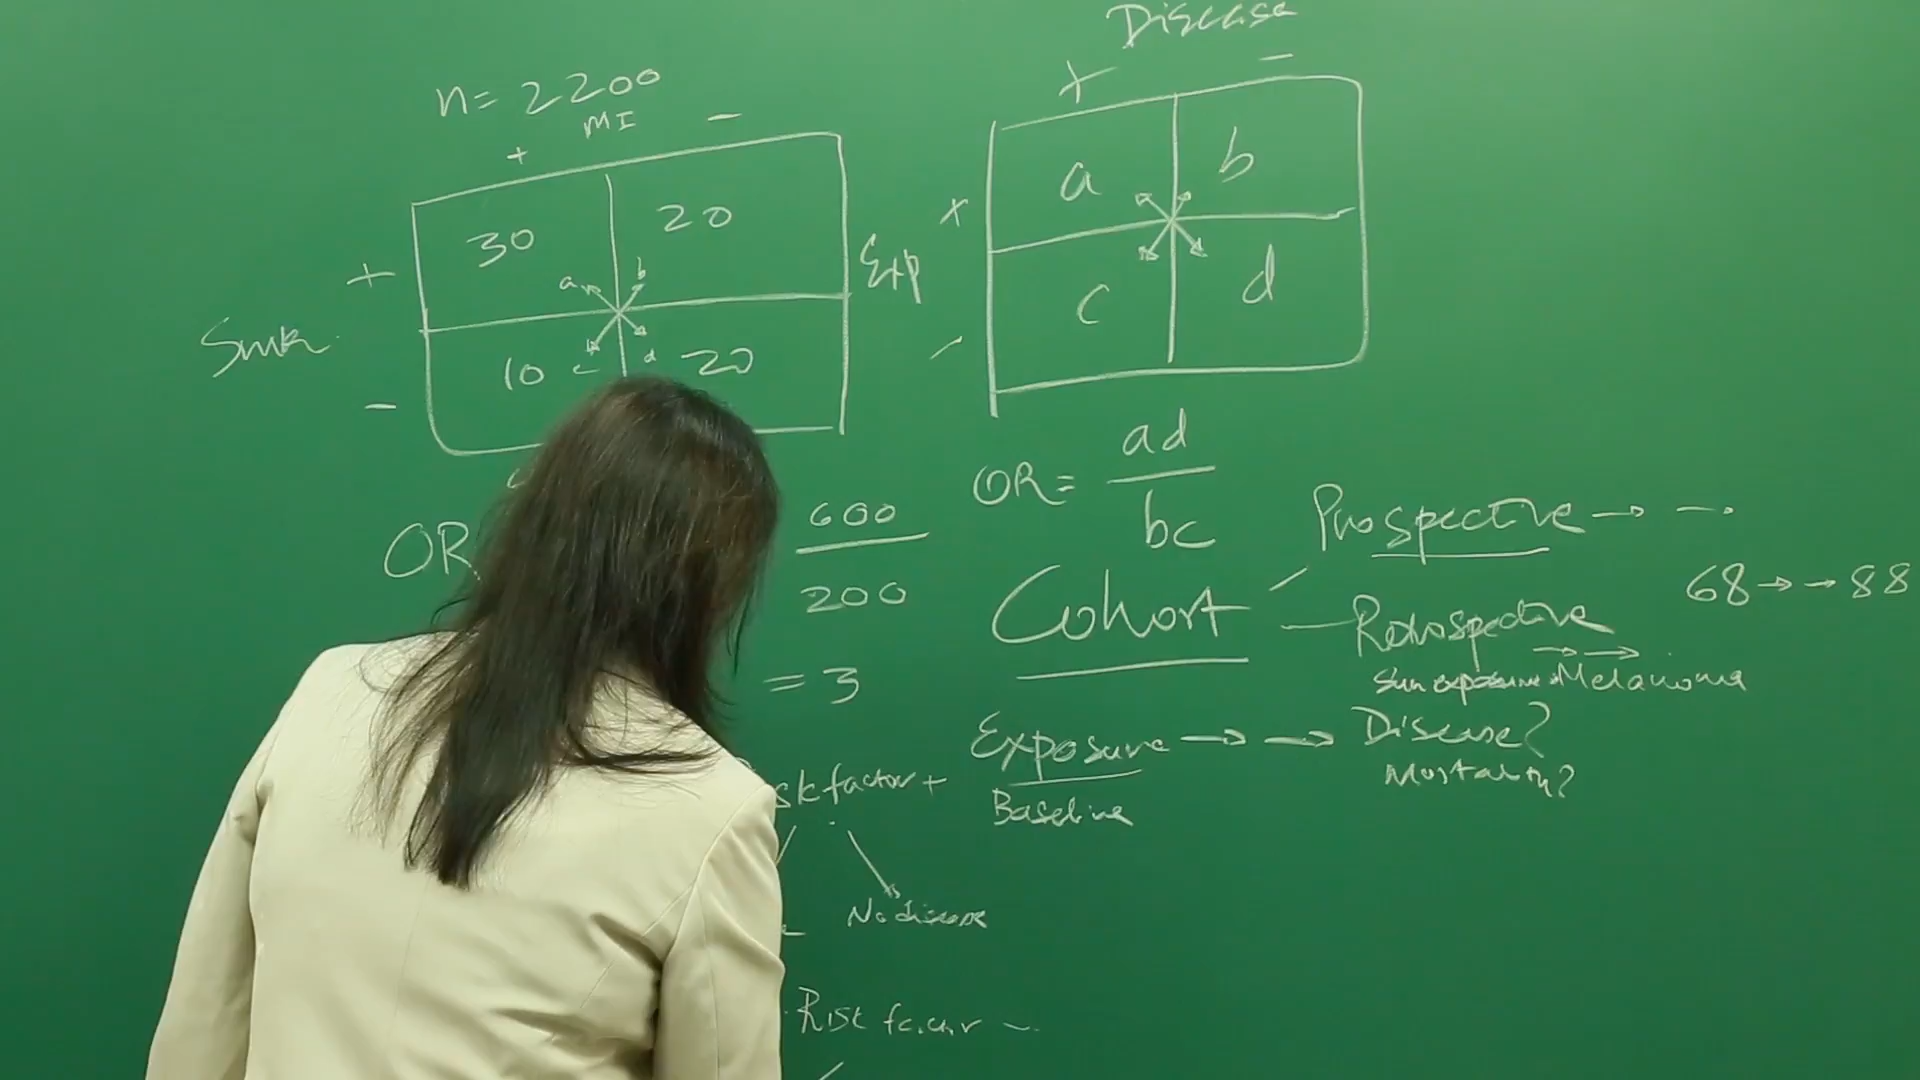 n= 2200
MI
+ -
Smk
+ 30 20
a b
- 10 c d 20
OR
600
200
= 3
Disease
+ -
Exp
+ a b
- c d
OR= ad
bc
Cohort
Prospective → -.
68 → → 88
Retrospective
Sun exposure → Melanoma
Exposure → → Disease?
Baseline
Mortality?
sk factor +
No disease
Risk factor -